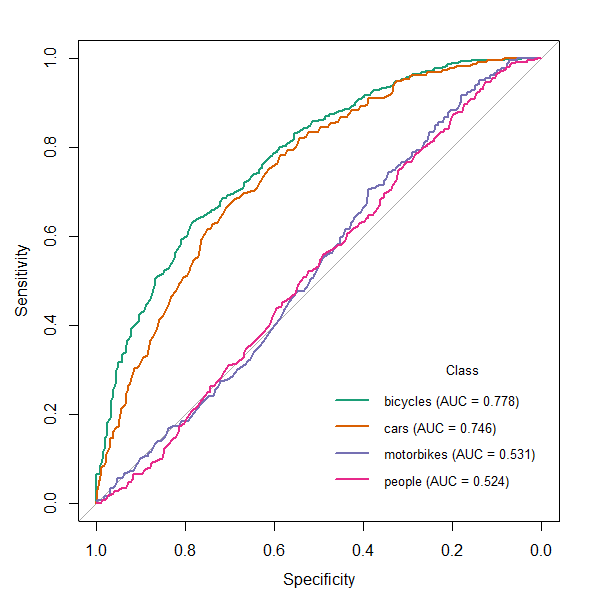 1.0
0.8
0.6
0.4
0.2
0.0
Sensitivity
Class
bicycles (AUC = 0.778)
cars (AUC = 0.746)
motorbikes (AUC = 0.531)
people (AUC = 0.524)
1.0 0.8 0.6 0.4 0.2 0.0
Specificity